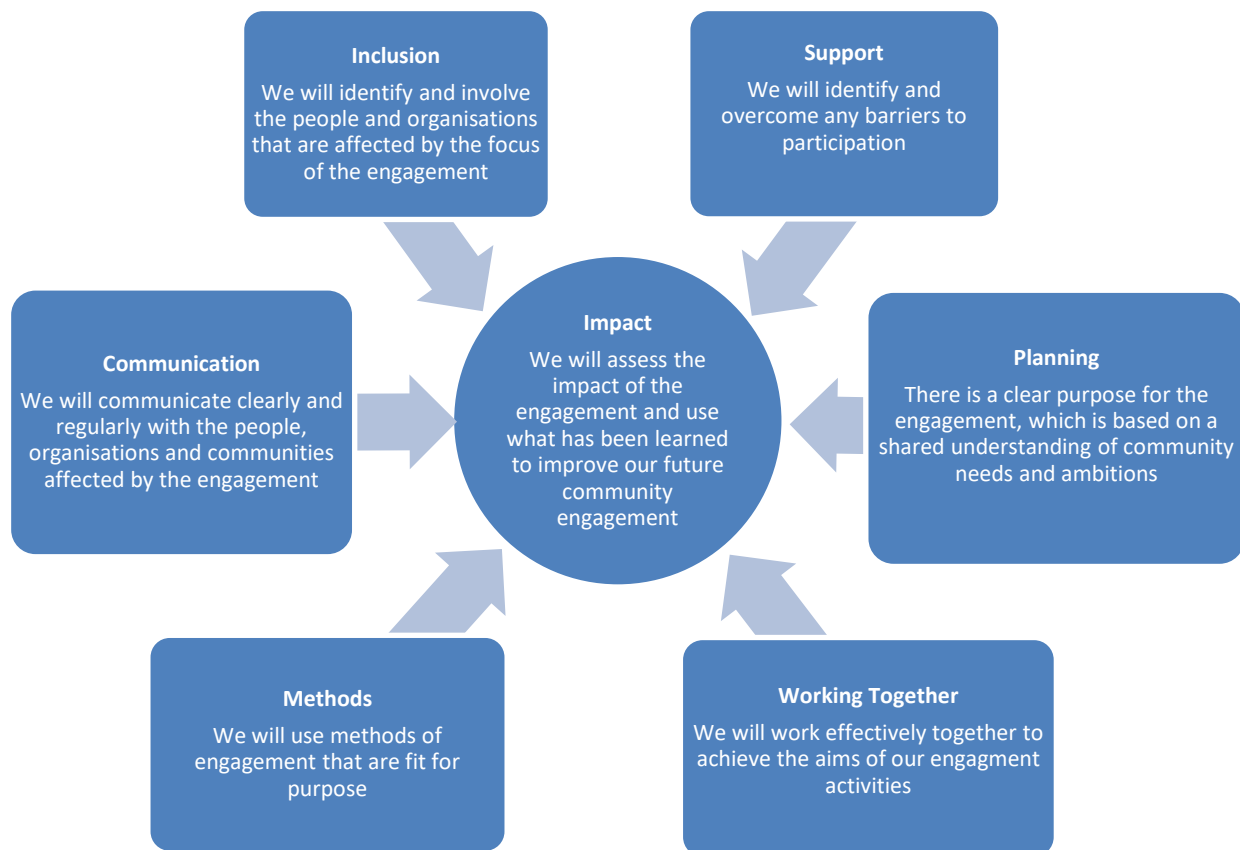 Inclusion
We will identify and involve
the people and organisations
that are affected by the focus
of the engagement
Support
We will identify and
overcome any barriers to
participation
Communication
We will communicate clearly and
regularly with the people,
organisations and communities
affected by the engagement
Impact
We will assess the
impact of the
engagement and use
what has been learned
to improve our future
community
engagement
Planning
There is a clear purpose for the
engagement, which is based on a
shared understanding of community
needs and ambitions
Methods
We will use methods of
engagement that are fit for
purpose
Working Together
We will work effectively together to
achieve the aims of our engagment
activities